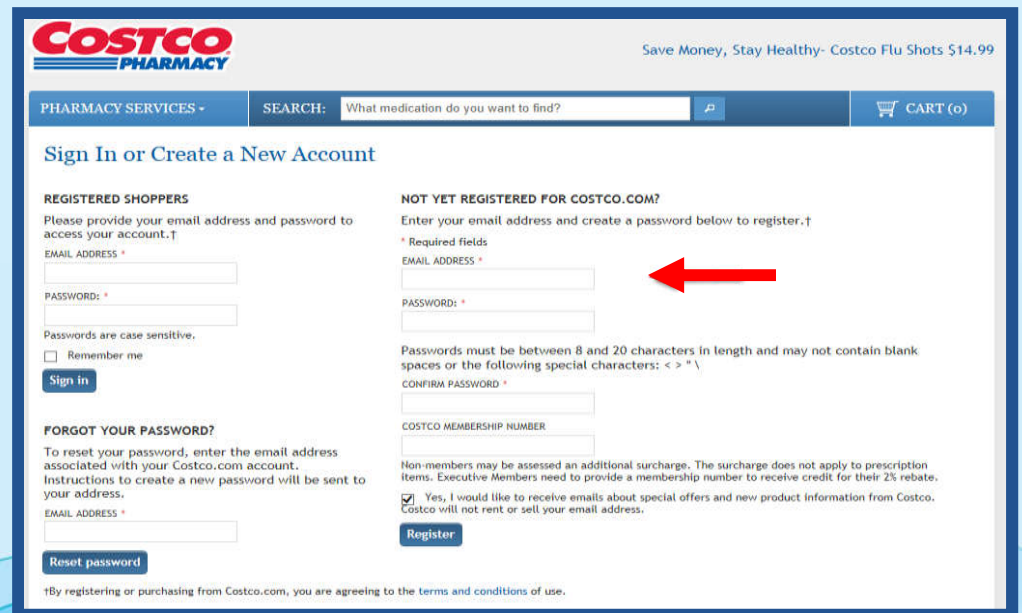 COSTCO
PHARMACY
Save Money, Stay Healthy- Costco Flu Shots $14.99
PHARMACY SERVICES
SEARCH:
What medication do you want to find?
CART (0)
Sign In or Create a New Account
REGISTERED SHOPPERS
Please provide your email address and password to
access your account.†
EMAIL ADDRESS *
PASSWORD: *
Passwords are case sensitive.
Remember me
Sign in
FORGOT YOUR PASSWORD?
To reset your password, enter the email address
associated with your Costco.com account.
Instructions to create a new password will be sent to
your address.
EMAIL ADDRESS *
Reset password
NOT YET REGISTERED FOR COSTCO.COM?
Enter your email address and create a password below to register.†
* Required fields
EMAIL ADDRESS *
PASSWORD: *
Passwords must be between 8 and 20 characters in length and may not contain blank
spaces or the following special characters: < > " \
CONFIRM PASSWORD *
COSTCO MEMBERSHIP NUMBER
Non-members may be assessed an additional surcharge. The surcharge does not apply to prescription
items. Executive Members need to provide a membership number to receive credit for their 2% rebate.
Yes, I would like to receive emails about special offers and new product information from Costco.
Costco will not rent or sell your email address.
Register
†By registering or purchasing from Costco.com, you are agreeing to the terms and conditions of use.